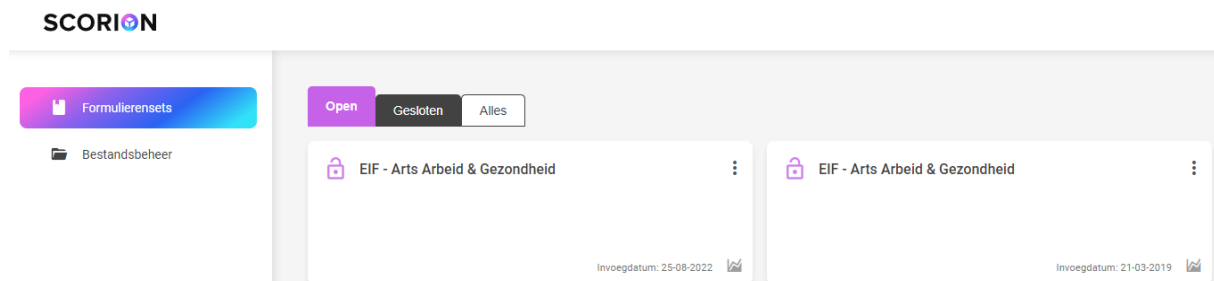 SCORION
Formulierensets
Bestandsbeheer
Open
Gesloten
Alles
EIF - Arts Arbeid & Gezondheid
Invoegdatum: 25-08-2022
EIF - Arts Arbeid & Gezondheid
Invoegdatum: 21-03-2019